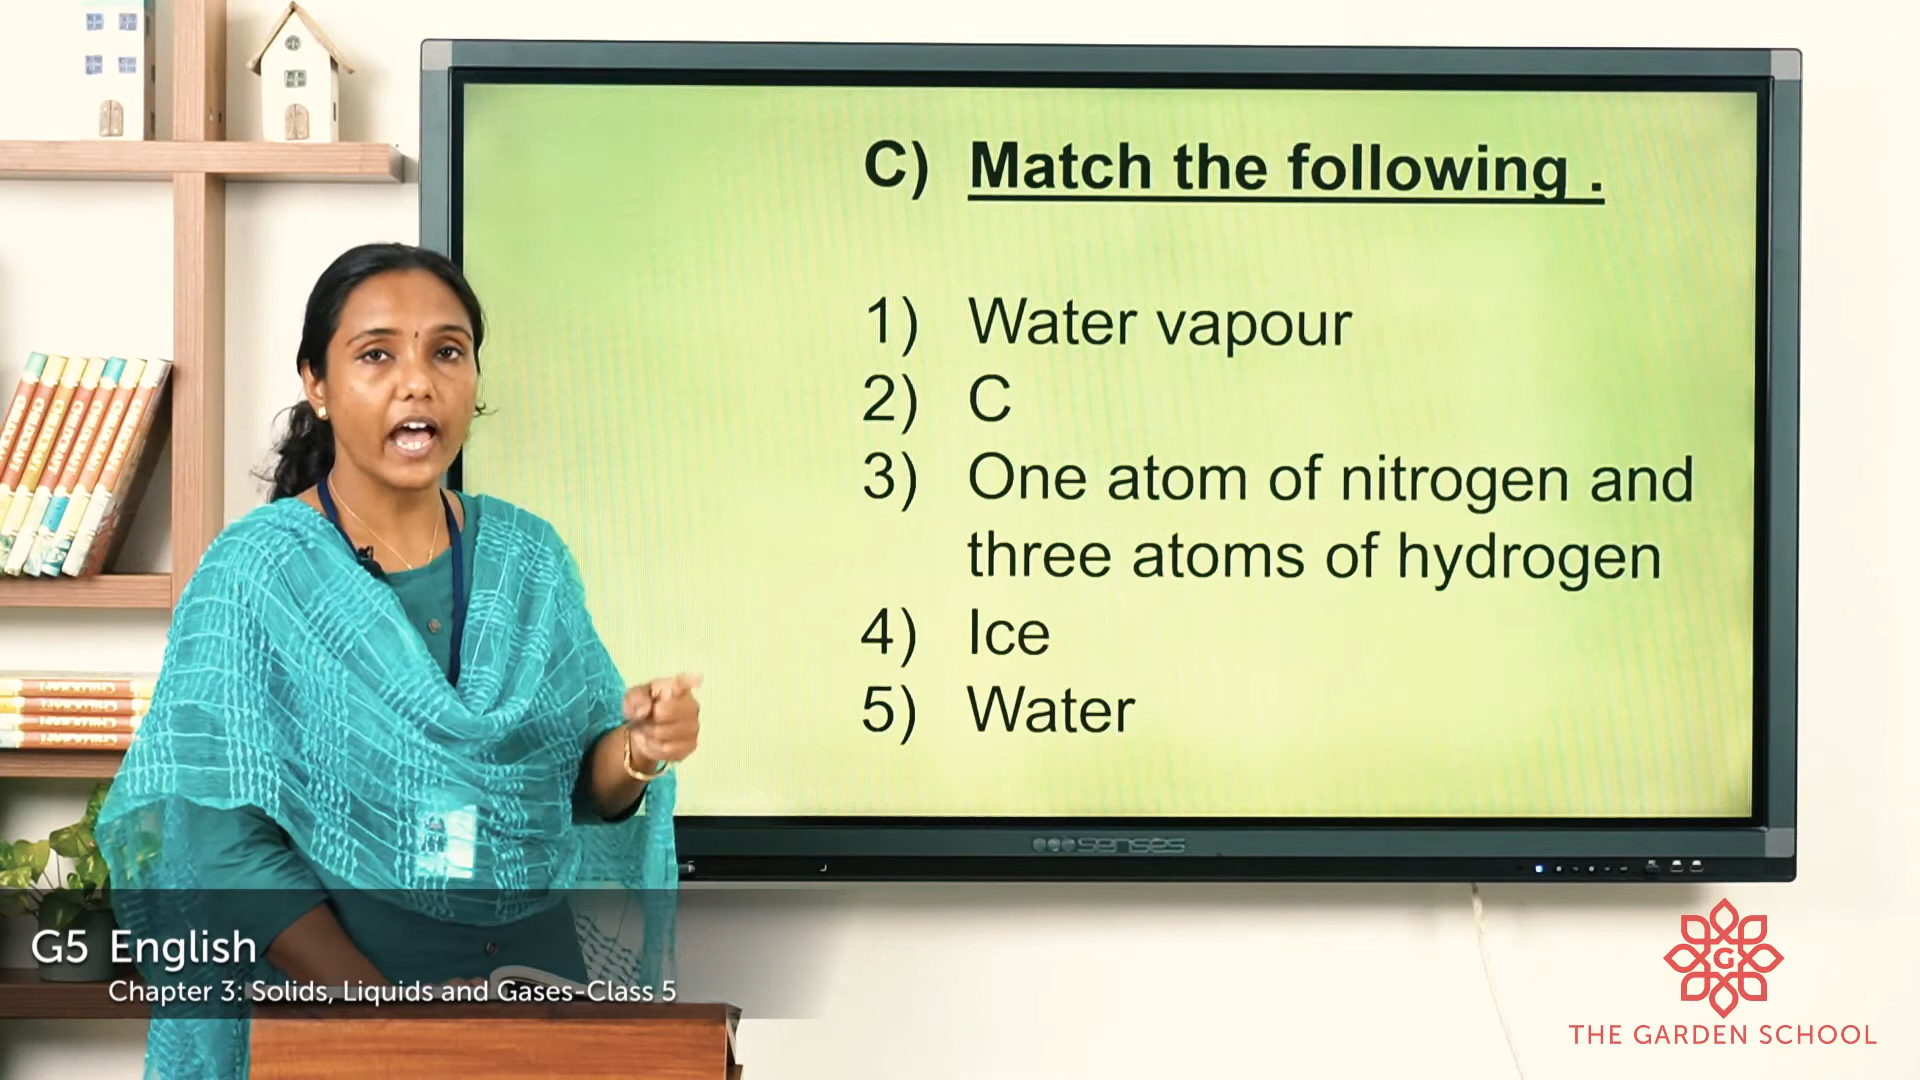 C) Match the following .
1) Water vapour
2) C
3) One atom of nitrogen and
three atoms of hydrogen
4) Ice
5) Water
senses
G5 English
Chapter 3: Solids, Liquids and Gases-Class 5
G
THE GARDEN SCHOOL